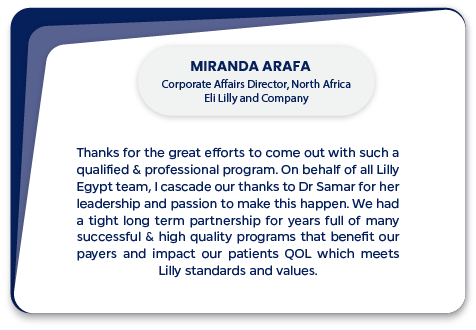 MIRANDA ARAFA
Corporate Affairs Director, North Africa
Eli Lilly and Company
Thanks for the great efforts to come out with such a
qualified & professional program. On behalf of all Lilly
Egypt team, I cascade our thanks to Dr Samar for her
leadership and passion to make this happen. We had
a tight long term partnership for years full of many
successful & high quality programs that benefit our
payers and impact our patients QOL which meets
Lilly standards and values.